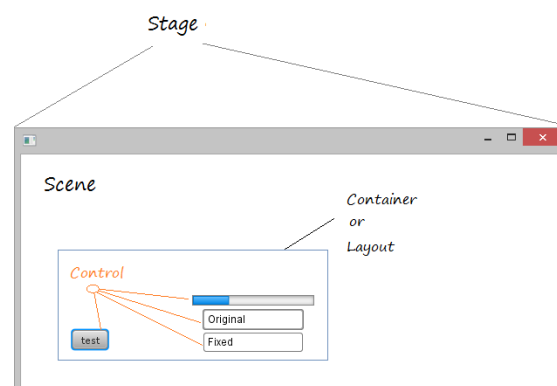 Stage
Scene
Container
or
Layout
Control
Original
Fixed
test